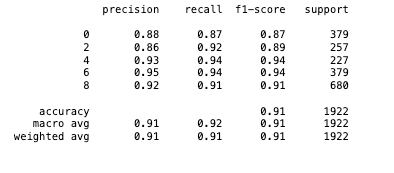 precision recall f1-score support
0 0.88 0.87 0.87 379
2 0.86 0.92 0.89 257
4 0.93 0.94 0.94 227
6 0.95 0.94 0.94 379
8 0.92 0.91 0.91 680
accuracy 0.91 1922
macro avg 0.91 0.92 0.91 1922
weighted avg 0.91 0.91 0.91 1922